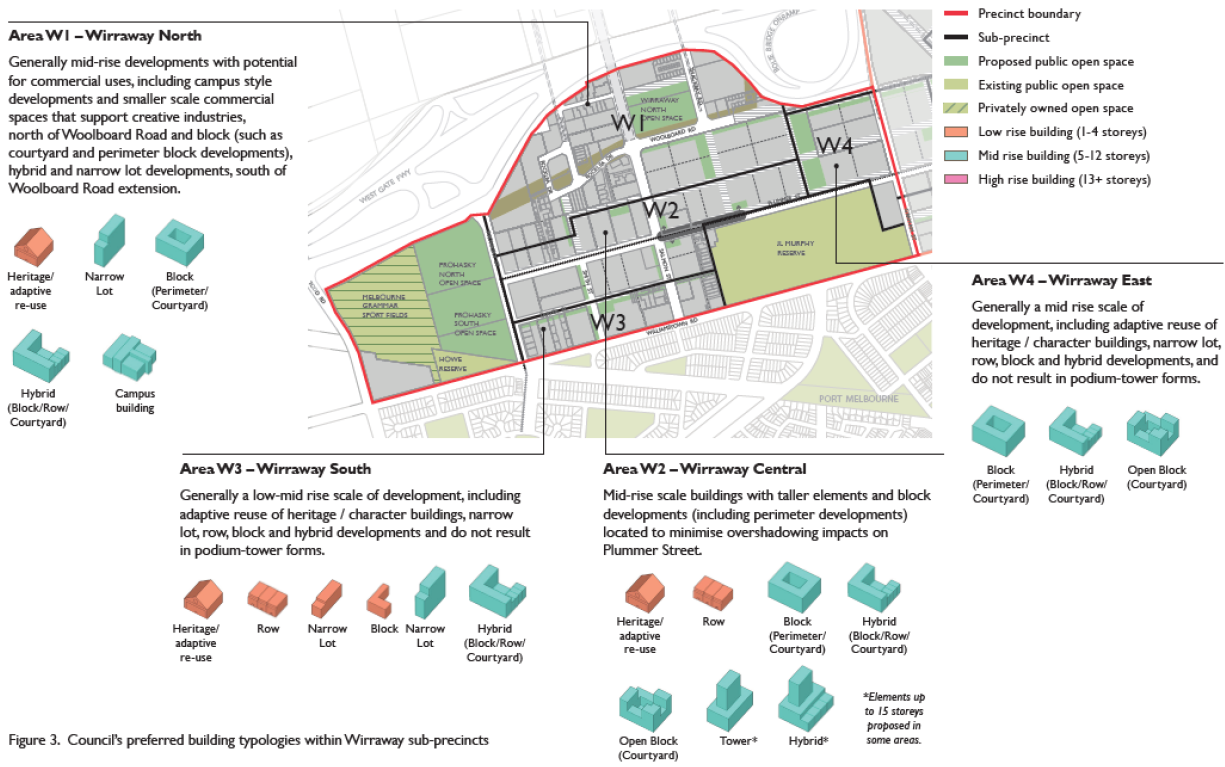 Area W1 – Wirraway North
Generally mid-rise developments with potential
for commercial uses, including campus style
developments and smaller scale commercial
spaces that support creative industries,
north of Woolboard Road and block (such as
courtyard and perimeter block developments),
hybrid and narrow lot developments, south of
Woolboard Road extension.
Heritage/
adaptive
re-use
Narrow
Lot
Block
(Perimeter/
Courtyard)
Hybrid
(Block/Row/
Courtyard)
Campus
building
WEST GATE FWY
WIRRAWAY
NORTH
OPEN SPACE
WOOLBOARD RD
W1
W2
W3
W4
PROHASKY
NORTH
OPEN SPACE
MELBOURNE
GRAMMAR
SPORT FIELDS
PROHASKY
SOUTH
OPEN SPACE
HOWE
RESERVE
JL MURPHY
RESERVE
SALMON ST
WILLIAMSTOWN RD
PORT MELBOURNE
Precinct boundary
Sub-precinct
Proposed public open space
Existing public open space
Privately owned open space
Low rise building (1-4 storeys)
Mid rise building (5-12 storeys)
High rise building (13+ storeys)
Area W4 – Wirraway East
Generally a mid rise scale of
development, including adaptive reuse of
heritage / character buildings, narrow lot,
row, block and hybrid developments, and
do not result in podium-tower forms.
Block
(Perimeter/
Courtyard)
Hybrid
(Block/Row/
Courtyard)
Open Block
(Courtyard)
Area W3 – Wirraway South
Generally a low-mid rise scale of development, including
adaptive reuse of heritage / character buildings, narrow
lot, row, block and hybrid developments and do not result
in podium-tower forms.
Heritage/
adaptive
re-use
Row
Narrow
Lot
Block
Narrow
Lot
Hybrid
(Block/Row/
Courtyard)
Area W2 – Wirraway Central
Mid-rise scale buildings with taller elements and block
developments (including perimeter developments)
located to minimise overshadowing impacts on
Plummer Street.
Heritage/
adaptive
re-use
Row
Block
(Perimeter/
Courtyard)
Hybrid
(Block/Row/
Courtyard)
Open Block
(Courtyard)
Tower*
Hybrid*
*Elements up
to 15 storeys
proposed in
some areas.
Figure 3. Council's preferred building typologies within Wirraway sub-precincts